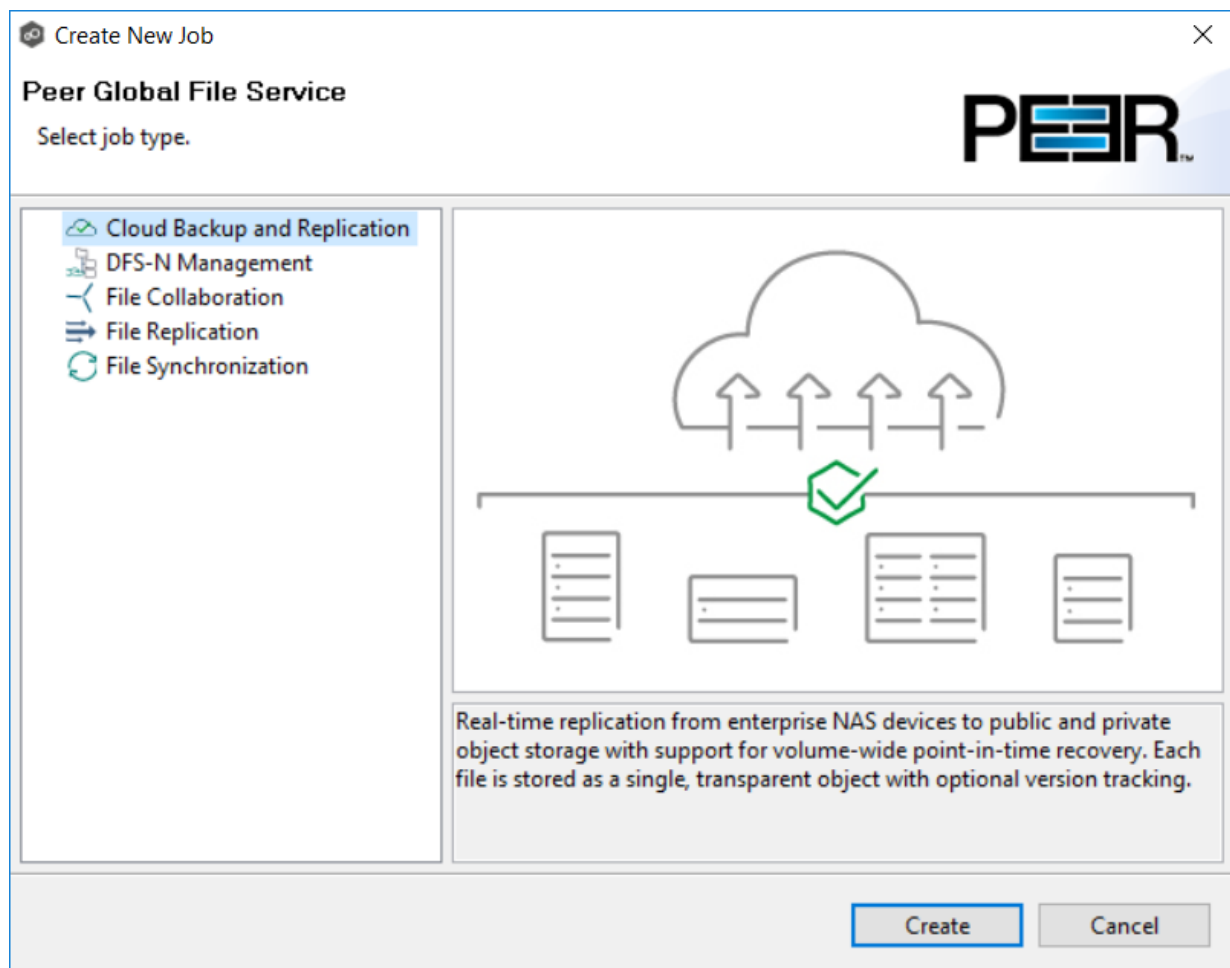 Create New Job
Peer Global File Service
Select job type.
PEER™
Cloud Backup and Replication
DFS-N Management
File Collaboration
File Replication
File Synchronization
Real-time replication from enterprise NAS devices to public and private
object storage with support for volume-wide point-in-time recovery. Each
file is stored as a single, transparent object with optional version tracking.
Create
Cancel